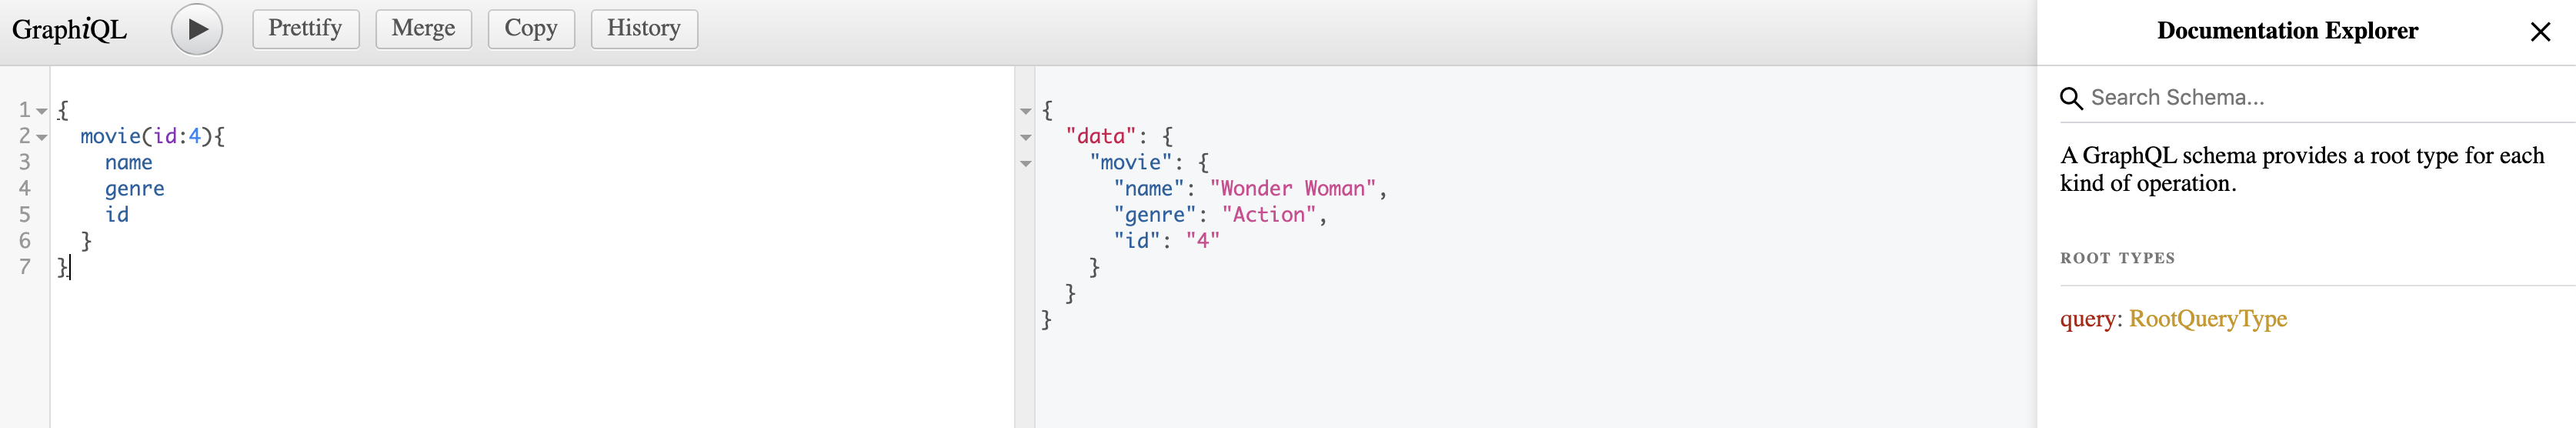 GraphiQL Prettify Merge Copy History
1 {
2   movie(id:4){
3     name
4     genre
5     id
6   }
7 }
{
  "data": {
    "movie": {
      "name": "Wonder Woman",
      "genre": "Action",
      "id": "4"
    }
  }
}
Documentation Explorer
Search Schema...
A GraphQL schema provides a root type for each
kind of operation.
ROOT TYPES
query: RootQueryType